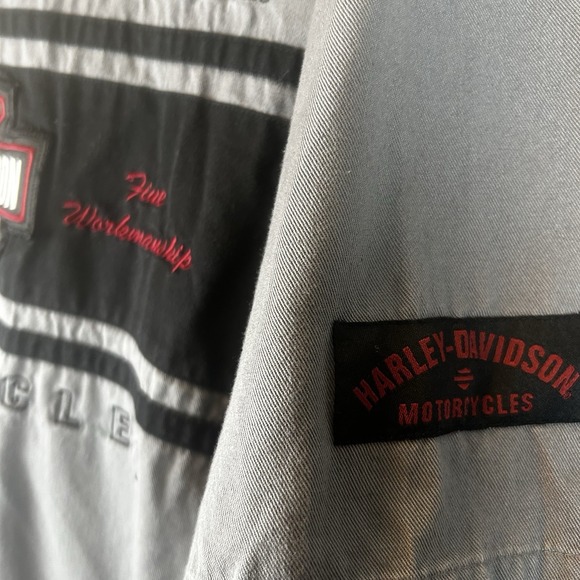 Fine
Workmanship
CLE
HARLEY-DAVIDSON
MOTORCYCLES